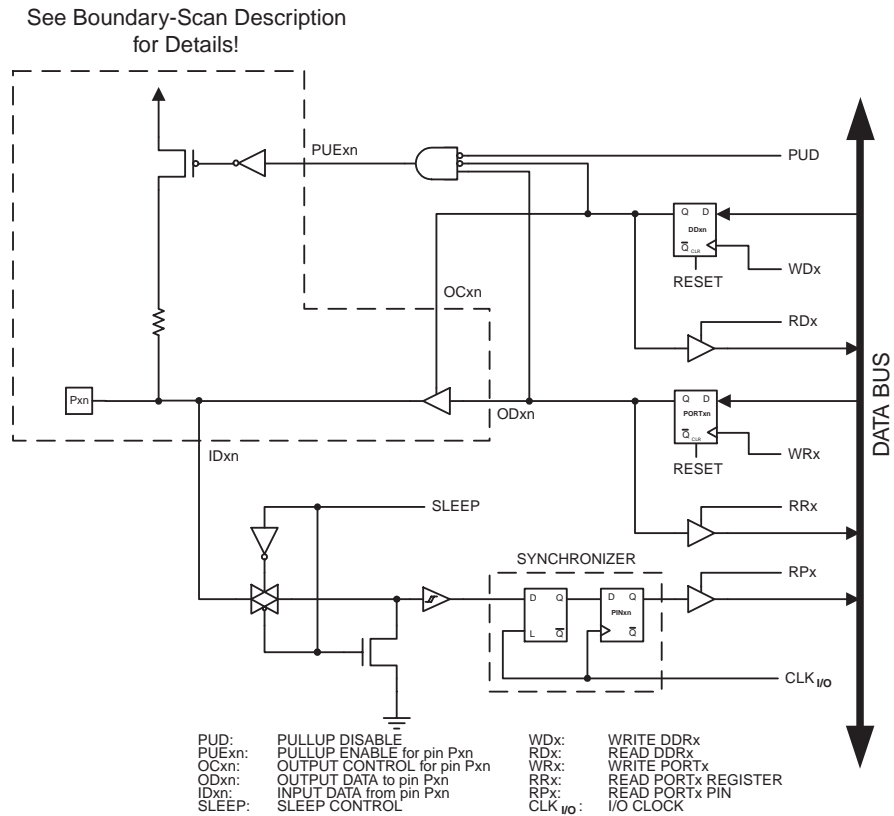 See Boundary-Scan Description
for Details!
PUExn
PUD
Q D
DDxn
Q CLR
WDx
RESET
OCxn
RDx
Pxn
ODxn
Q D
PORTxn
Q CLR
WRx
RESET
IDxn
DATA BUS
SLEEP
RRx
SYNCHRONIZER
RPx
D Q
L Q
D Q
PINxn
Q
CLK I/O
PUD: PULLUP DISABLE
PUExn: PULLUP ENABLE for pin Pxn
OCxn: OUTPUT CONTROL for pin Pxn
ODxn: OUTPUT DATA to pin Pxn
IDxn: INPUT DATA from pin Pxn
SLEEP: SLEEP CONTROL
WDx: WRITE DDRx
RDx: READ DDRx
WRx: WRITE PORTx
RRx: READ PORTx REGISTER
RPx: READ PORTx PIN
CLK I/O : I/O CLOCK